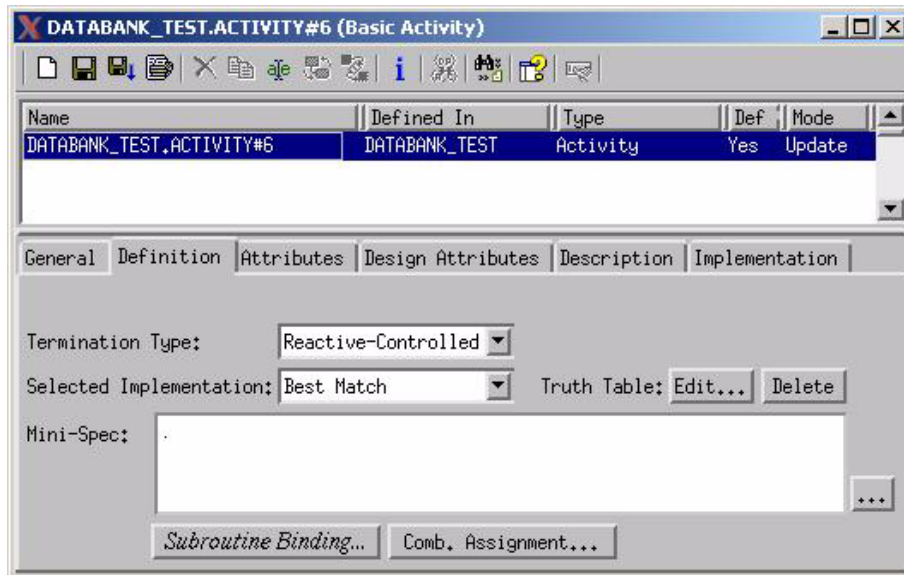 DATABANK_TEST.ACTIVITY#6 (Basic Activity)
Name Defined In Type Def Mode
DATABANK_TEST.ACTIVITY#6 DATABANK_TEST Activity Yes Update
General Definition Attributes Design Attributes Description Implementation
Termination Type: Reactive-Controlled
Selected Implementation: Best Match Truth Table: Edit... Delete
Mini-Spec: .
...
Subroutine Binding... Comb. Assignment...